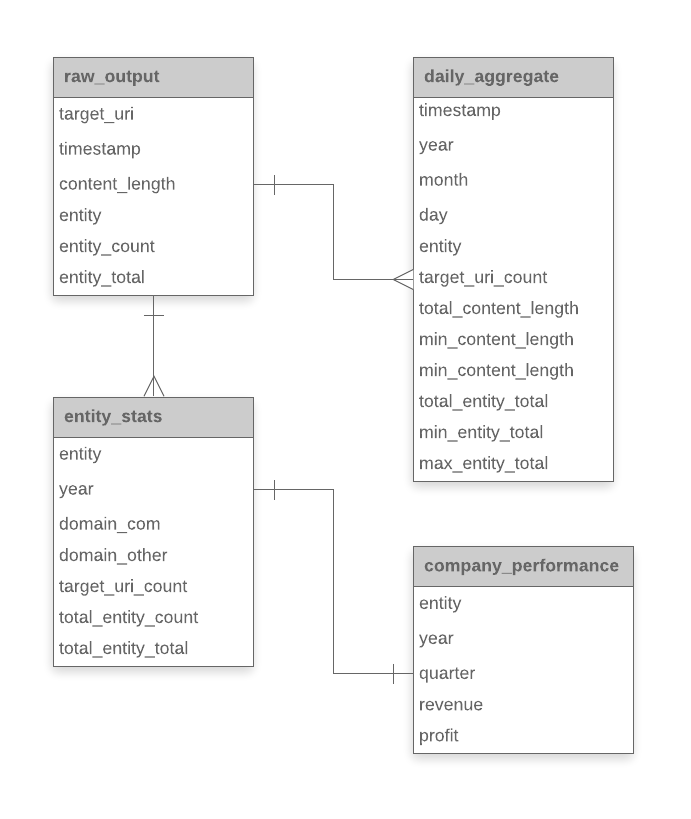 raw_output
target_uri
timestamp
content_length
entity
entity_count
entity_total
daily_aggregate
timestamp
year
month
day
entity
target_uri_count
total_content_length
min_content_length
min_content_length
total_entity_total
min_entity_total
max_entity_total
entity_stats
entity
year
domain_com
domain_other
target_uri_count
total_entity_count
total_entity_total
company_performance
entity
year
quarter
revenue
profit